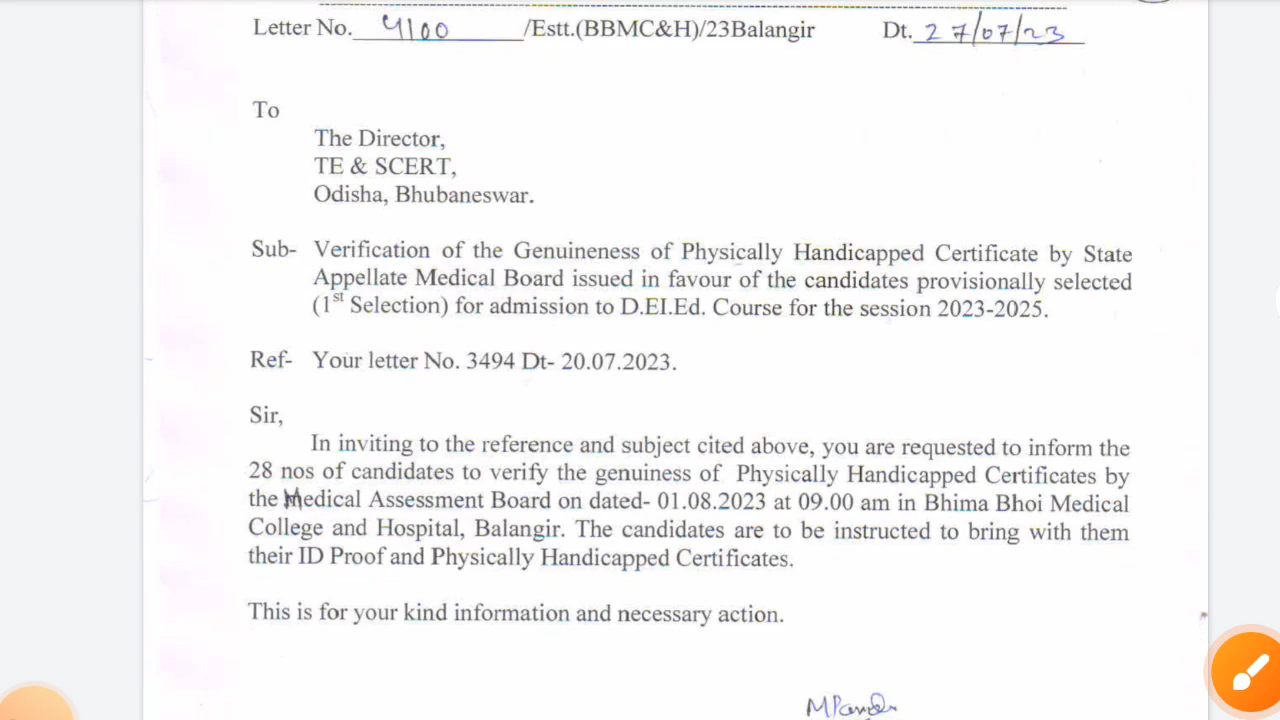 Letter No. 4100 /Estt.(BBMC&H)/23Balangir Dt. 27/07/23
To
The Director,
TE & SCERT,
Odisha, Bhubaneswar.
Sub- Verification of the Genuineness of Physically Handicapped Certificate by State
Appellate Medical Board issued in favour of the candidates provisionally selected
(1st Selection) for admission to D.EI.Ed. Course for the session 2023-2025.
Ref- Your letter No. 3494 Dt- 20.07.2023.
Sir,
In inviting to the reference and subject cited above, you are requested to inform the
28 nos of candidates to verify the genuiness of Physically Handicapped Certificates by
the Medical Assessment Board on dated- 01.08.2023 at 09.00 am in Bhima Bhoi Medical
College and Hospital, Balangir. The candidates are to be instructed to bring with them
their ID Proof and Physically Handicapped Certificates.
This is for your kind information and necessary action.